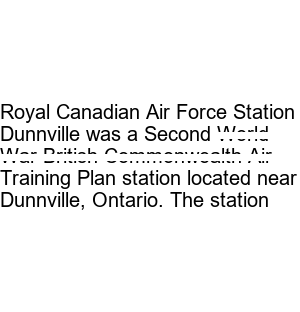 Royal Canadian Air Force Station
Dunnville was a Second World
War British Commonwealth Air
Training Plan station located near
Dunnville, Ontario. The station